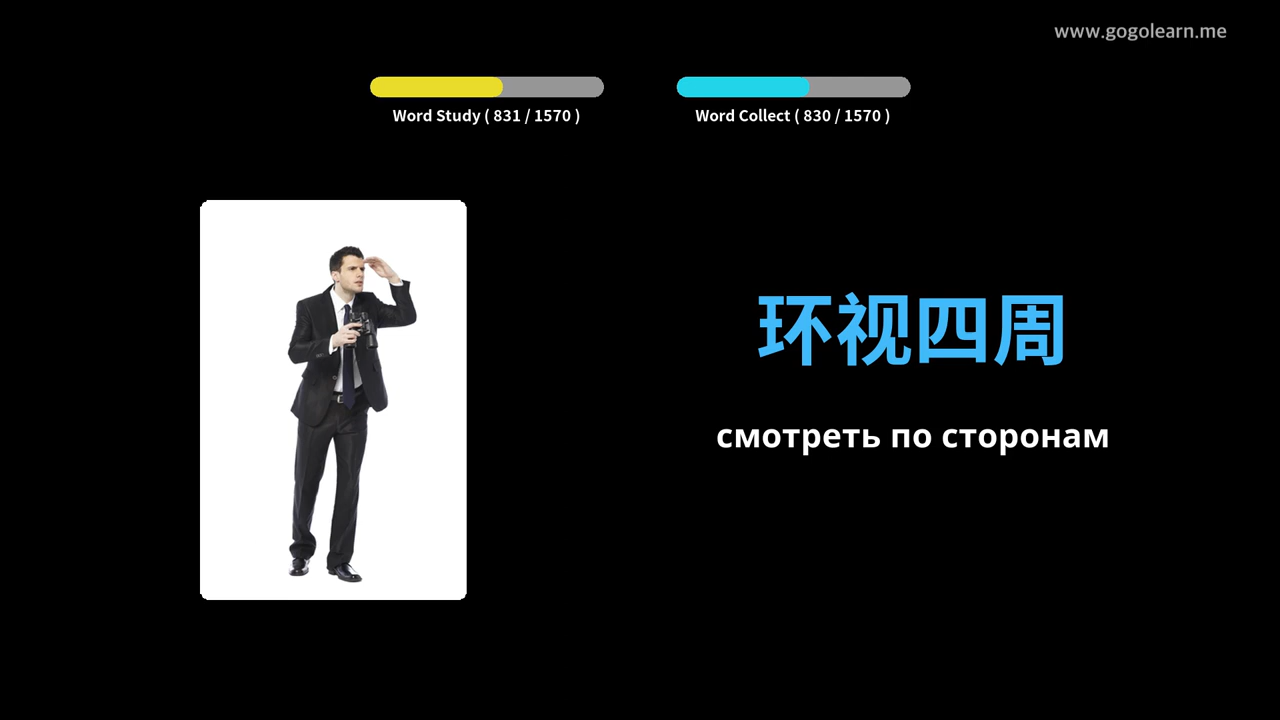 www.gogolearn.me
Word Study ( 831 / 1570 )
Word Collect ( 830 / 1570 )
环视四周
смотреть по сторонам